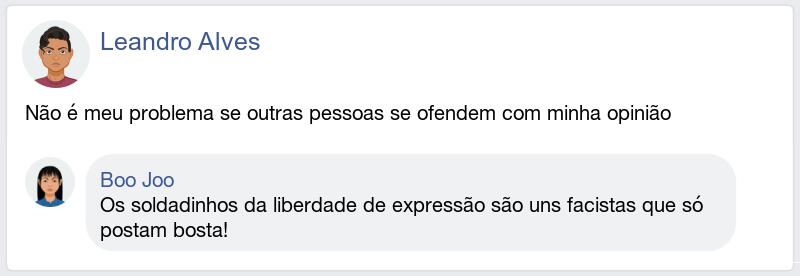 Leandro Alves
Não é meu problema se outras pessoas se ofendem com minha opinião
Boo Joo
Os soldadinhos da liberdade de expressão são uns facistas que só
postam bosta!